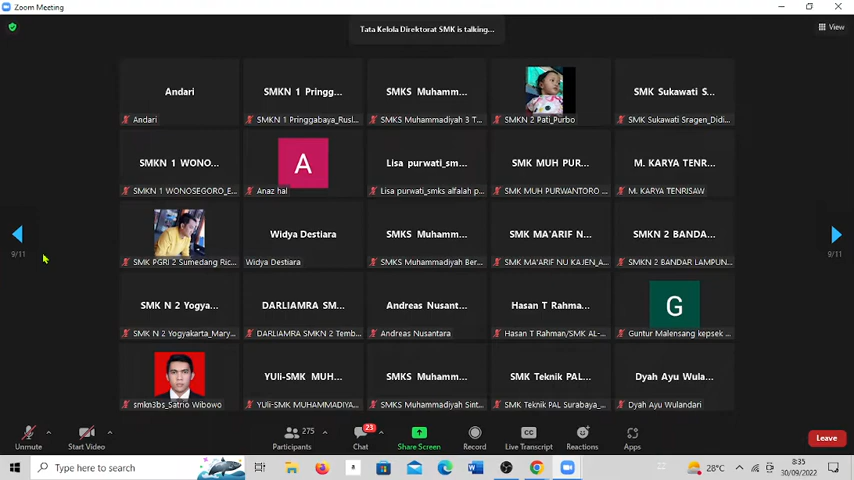 Zoom Meeting
Tata Kelola Direktorat SMK is talking...
View
Andari
SMKN 1 Pringg...
SMKS Muhamm...
SMK Sukawati S...
Andari
SMKN 1 Pringgabaya_Rusl...
SMKS Muhammadiyah 3 T...
SMKN 2 Pati_Purbo
SMK Sukawati Sragen_Didi...
SMKN 1 WONO...
A
Lisa purwati_sm...
SMK MUH PUR...
M. KARYA TENR...
SMKN 1 WONOSEGORO_E...
Anaz hal
Lisa purwati_smks alfalah p...
SMK MUH PURWANTORO ...
M. KARYA TENRISAW
Widya Destiara
SMKS Muhamm...
SMK MA'ARIF N...
SMKN 2 BANDA...
9/11
9/11
SMK PGRI 2 Sumedang Ric...
Widya Destiara
SMKS Muhammadiyah Ber...
SMK MA'ARIF NU KAJEN_A...
SMKN 2 BANDAR LAMPUN...
SMK N 2 Yogya...
DARLIAMRA SM...
Andreas Nusant...
Hasan T Rahma...
G
SMK N 2 Yogyakarta_Mary...
DARLIAMRA SMKN 2 Temb...
Andreas Nusantara
Hasan T Rahman/SMK AL-...
Guntur Malensang kepsek ...
YUli-SMK MUH...
SMKS Muhamm...
SMK Teknik PAL...
Dyah Ayu Wula...
smkn3bs_Satrio Wibowo
YUli-SMK MUHAMMADIYA...
SMKS Muhammadiyah Sint...
SMK Teknik PAL Surabaya_...
Dyah Ayu Wulandari
275
23
Unmute
Start Video
Participants
Chat
Share Screen
Record
Live Transcript
Reactions
Apps
Leave
CC
Type here to search
a
W
28°C
8:35
30/09/2022